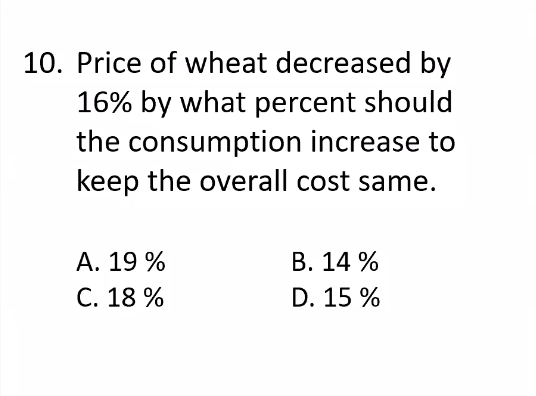 10. Price of wheat decreased by
16% by what percent should
the consumption increase to
keep the overall cost same.
A. 19 % B. 14 %
C. 18 % D. 15 %